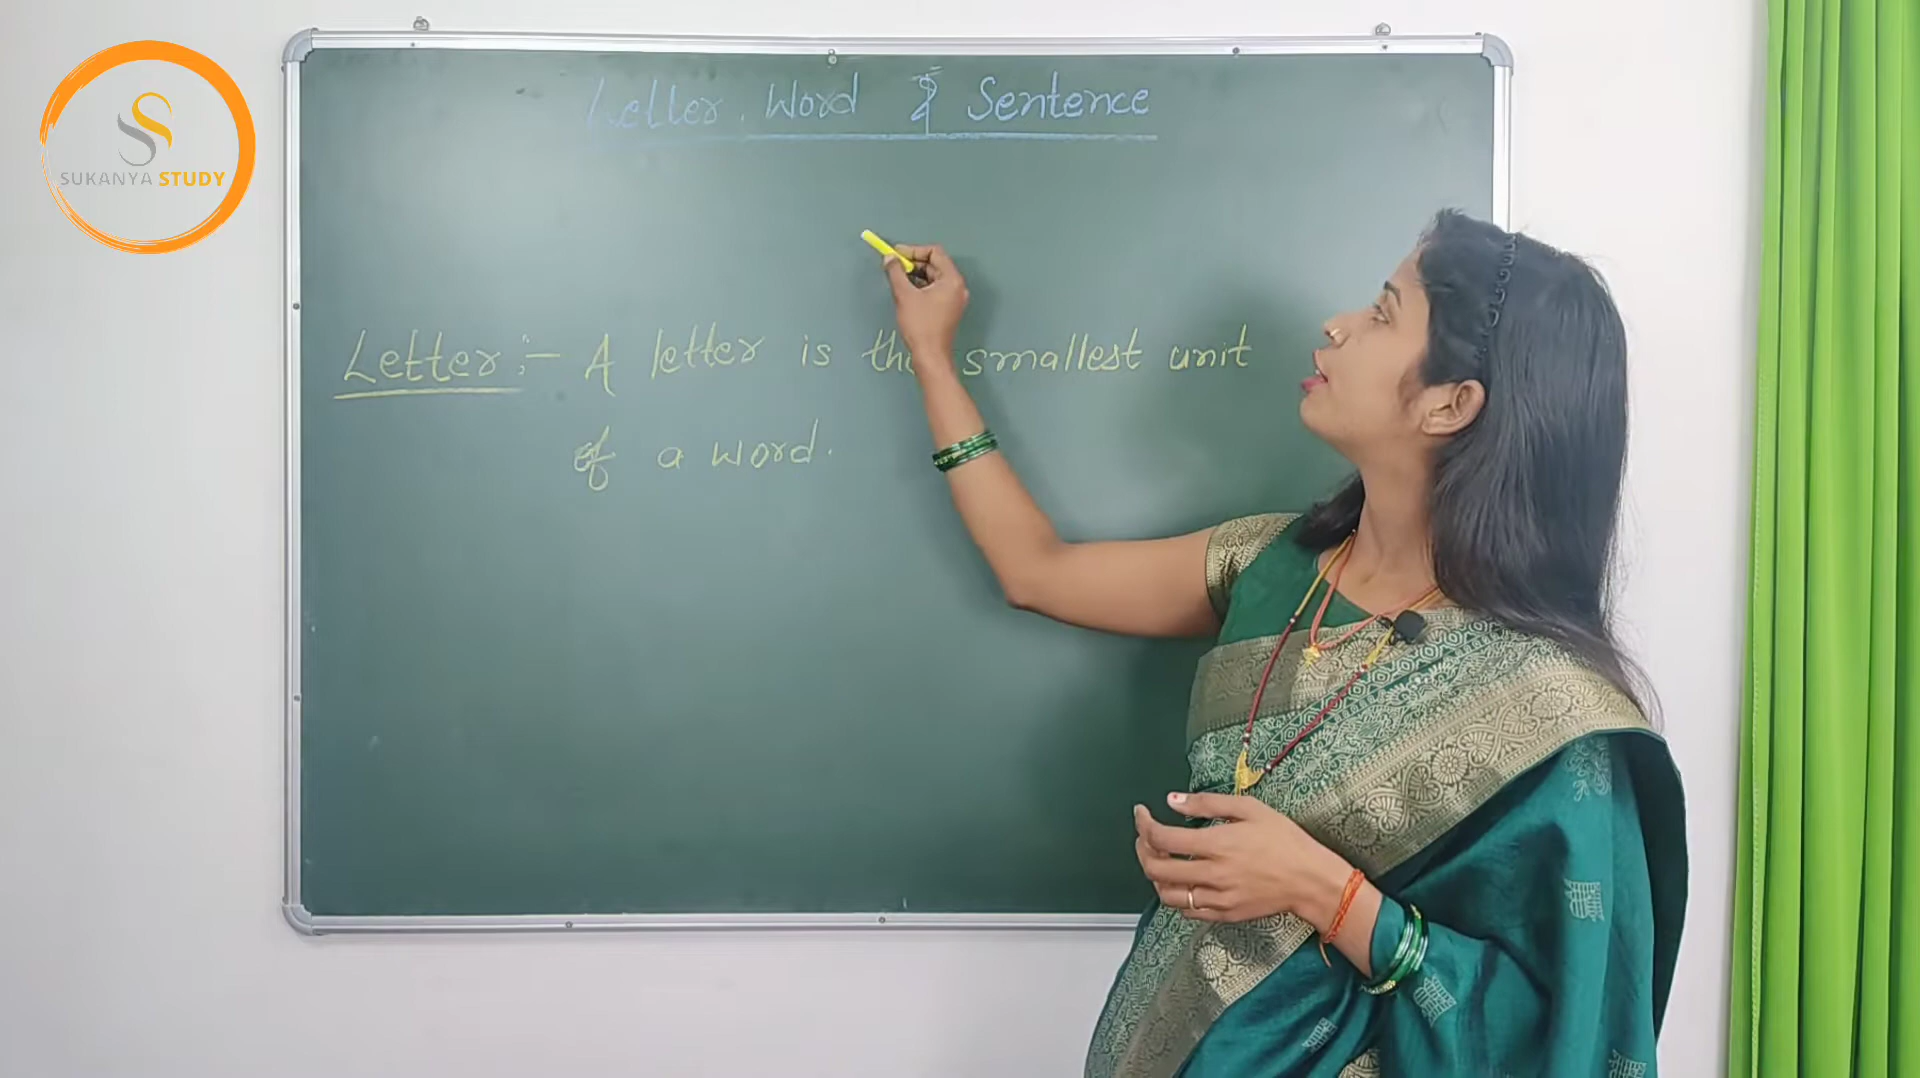 SUKANYA STUDY
Letter, Word & Sentence
Letter :- A letter is the smallest unit
of a word.